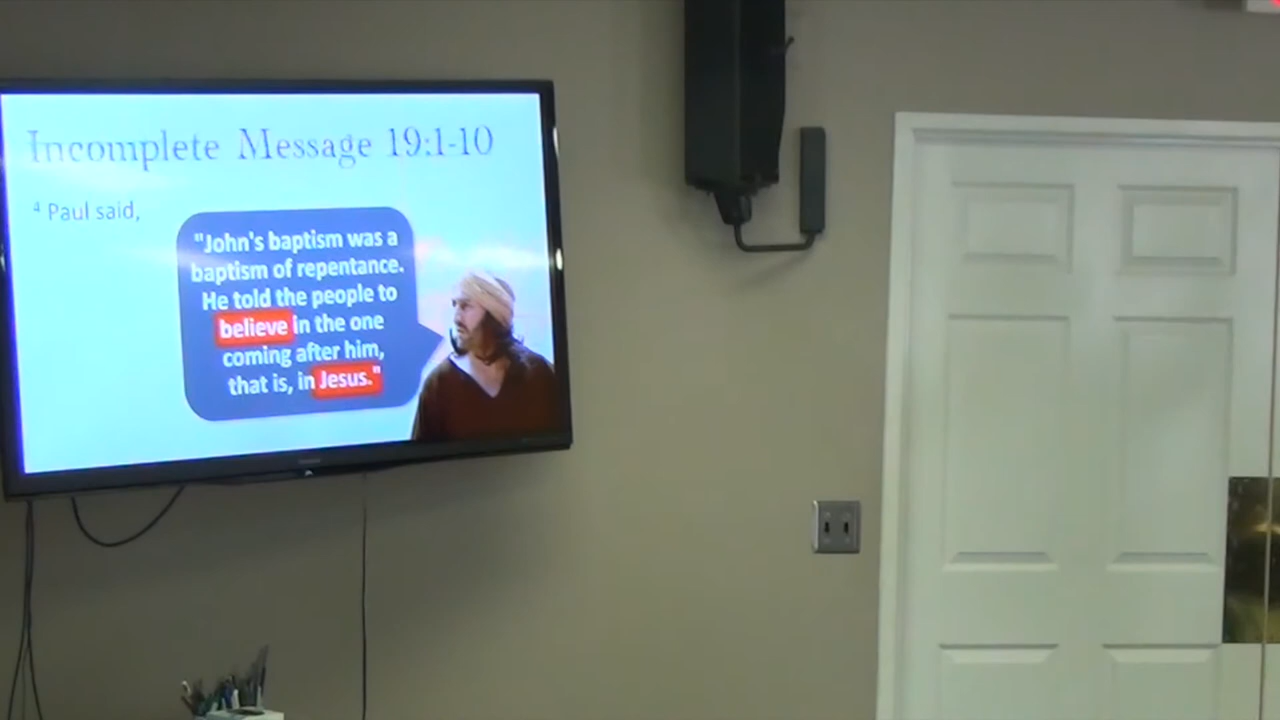 Incomplete Message 19:1-10
4 Paul said,
"John's baptism was a
baptism of repentance.
He told the people to
believe in the one
coming after him,
that is, in Jesus."